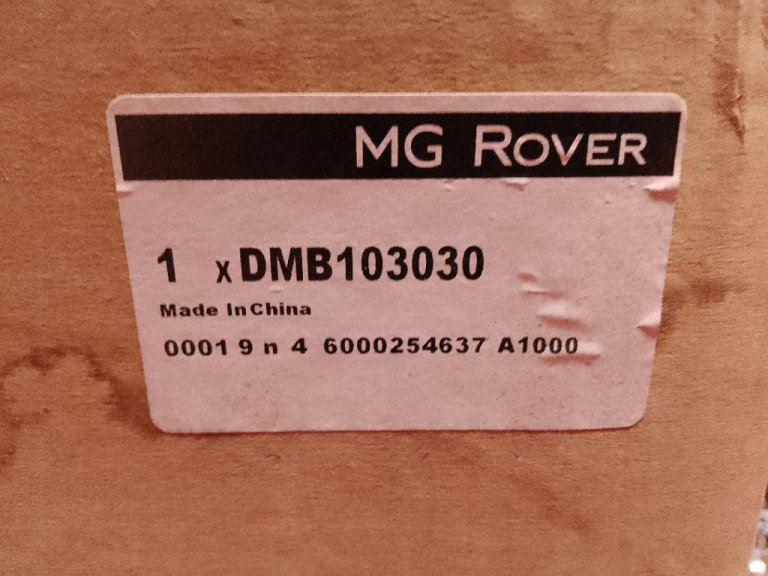 MG ROVER
1 x DMB103030
Made In China
0001 9 n 4 6000254637 A1000